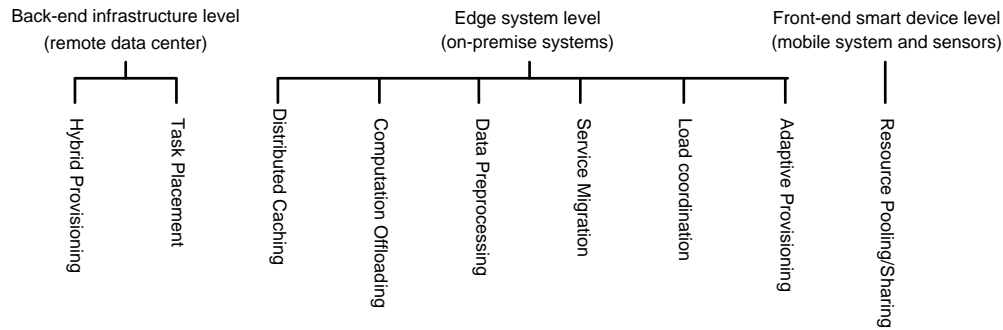 Back-end infrastructure level
(remote data center)
Edge system level
(on-premise systems)
Front-end smart device level
(mobile system and sensors)
Hybrid Provisioning
Task Placement
Distributed Caching
Computation Offloading
Data Preprocessing
Service Migration
Load coordination
Adaptive Provisioning
Resource Pooling/Sharing